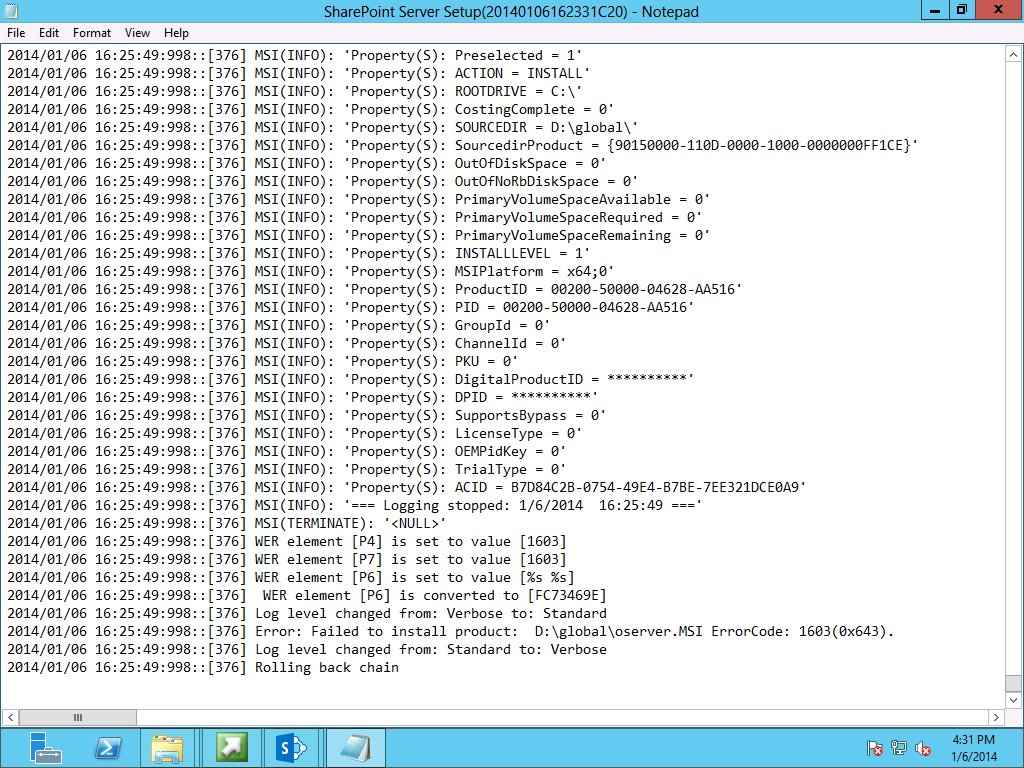 SharePoint Server Setup(20140106162331C20) - Notepad
File Edit Format View Help
2014/01/06 16:25:49:998::[376] MSI(INFO): 'Property(S): Preselected = 1'
2014/01/06 16:25:49:998::[376] MSI(INFO): 'Property(S): ACTION = INSTALL'
2014/01/06 16:25:49:998::[376] MSI(INFO): 'Property(S): ROOTDRIVE = C:\'
2014/01/06 16:25:49:998::[376] MSI(INFO): 'Property(S): CostingComplete = 0'
2014/01/06 16:25:49:998::[376] MSI(INFO): 'Property(S): SOURCEDIR = D:\global\'
2014/01/06 16:25:49:998::[376] MSI(INFO): 'Property(S): SourcedirProduct = {90150000-110D-0000-1000-0000000FF1CE}'
2014/01/06 16:25:49:998::[376] MSI(INFO): 'Property(S): OutOfDiskSpace = 0'
2014/01/06 16:25:49:998::[376] MSI(INFO): 'Property(S): OutOfNoRbDiskSpace = 0'
2014/01/06 16:25:49:998::[376] MSI(INFO): 'Property(S): PrimaryVolumeSpaceAvailable = 0'
2014/01/06 16:25:49:998::[376] MSI(INFO): 'Property(S): PrimaryVolumeSpaceRequired = 0'
2014/01/06 16:25:49:998::[376] MSI(INFO): 'Property(S): PrimaryVolumeSpaceRemaining = 0'
2014/01/06 16:25:49:998::[376] MSI(INFO): 'Property(S): INSTALLLEVEL = 1'
2014/01/06 16:25:49:998::[376] MSI(INFO): 'Property(S): MSIPlatform = x64;0'
2014/01/06 16:25:49:998::[376] MSI(INFO): 'Property(S): ProductID = 00200-50000-04628-AA516'
2014/01/06 16:25:49:998::[376] MSI(INFO): 'Property(S): PID = 00200-50000-04628-AA516'
2014/01/06 16:25:49:998::[376] MSI(INFO): 'Property(S): GroupId = 0'
2014/01/06 16:25:49:998::[376] MSI(INFO): 'Property(S): ChannelId = 0'
2014/01/06 16:25:49:998::[376] MSI(INFO): 'Property(S): PKU = 0'
2014/01/06 16:25:49:998::[376] MSI(INFO): 'Property(S): DigitalProductID = **********'
2014/01/06 16:25:49:998::[376] MSI(INFO): 'Property(S): DPID = **********'
2014/01/06 16:25:49:998::[376] MSI(INFO): 'Property(S): SupportsBypass = 0'
2014/01/06 16:25:49:998::[376] MSI(INFO): 'Property(S): LicenseType = 0'
2014/01/06 16:25:49:998::[376] MSI(INFO): 'Property(S): OEMPidKey = 0'
2014/01/06 16:25:49:998::[376] MSI(INFO): 'Property(S): TrialType = 0'
2014/01/06 16:25:49:998::[376] MSI(INFO): 'Property(S): ACID = B7D84C2B-0754-49E4-B7BE-7EE321DCE0A9'
2014/01/06 16:25:49:998::[376] MSI(INFO): '=== Logging stopped: 1/6/2014  16:25:49 ==='
2014/01/06 16:25:49:998::[376] MSI(TERMINATE): '<NULL>'
2014/01/06 16:25:49:998::[376] WER element [P4] is set to value [1603]
2014/01/06 16:25:49:998::[376] WER element [P7] is set to value [1603]
2014/01/06 16:25:49:998::[376] WER element [P6] is set to value [%s %s]
2014/01/06 16:25:49:998::[376]  WER element [P6] is converted to [FC73469E]
2014/01/06 16:25:49:998::[376] Log level changed from: Verbose to: Standard
2014/01/06 16:25:49:998::[376] Error: Failed to install product:  D:\global\oserver.MSI ErrorCode: 1603(0x643).
2014/01/06 16:25:49:998::[376] Log level changed from: Standard to: Verbose
2014/01/06 16:25:49:998::[376] Rolling back chain
4:31 PM
1/6/2014